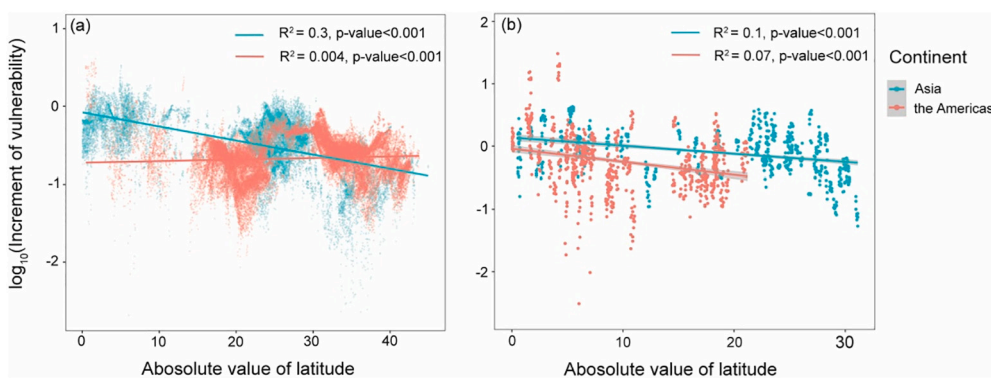 (a)
R² = 0.3, p-value<0.001
R² = 0.004, p-value<0.001
log₁₀(Increment of vulnerability)
1
0
-1
-2
0 10 20 30 40
Absolute value of latitude
(b)
R² = 0.1, p-value<0.001
R² = 0.07, p-value<0.001
2
1
0
-1
-2
0 10 20 30
Absolute value of latitude
Continent
Asia
the Americas